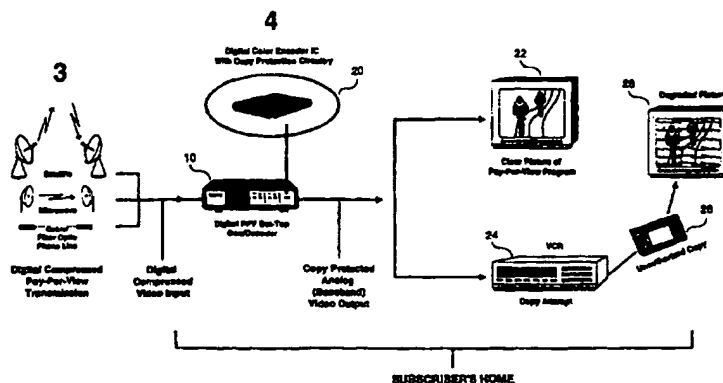 3
4
Digital Color Encoder IC
With Copy Protection Circuitry
20
10
Satellite
Microwave
Fiber Optic
Phone Line
Digital Compressed
Pay-Per-View
Transmission
Digital
Compressed
Video Input
Digital PPV Set-Top
Box/Decoder
Copy Protected
Analog
(Baseband)
Video Output
22
Clear Picture of
Pay-Per-View Program
Degraded Picture
24
VCR
Copy Attempt
Unauthorized Copy
SUBSCRIBER'S HOME